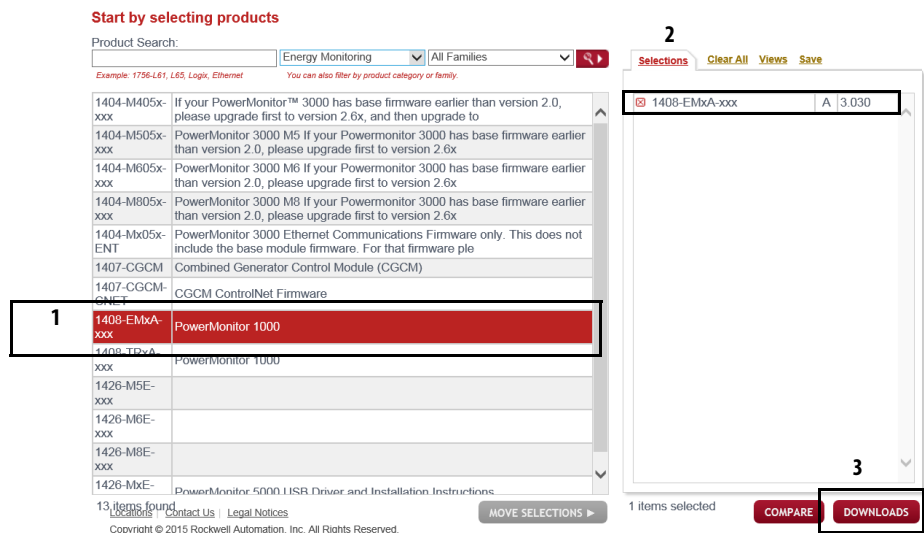 Start by selecting products
Product Search:
Energy Monitoring
All Families
Example: 1756-L61, L65, Logix, Ethernet
You can also filter by product category or family.
1404-M405x-xxx
If your PowerMonitor™ 3000 has base firmware earlier than version 2.0,
please upgrade first to version 2.6x, and then upgrade to
1404-M505x-xxx
PowerMonitor 3000 M5 If your Powermonitor 3000 has base firmware earlier
than version 2.0, please upgrade first to version 2.6x
1404-M605x-xxx
PowerMonitor 3000 M6 If your Powermonitor 3000 has base firmware earlier
than version 2.0, please upgrade first to version 2.6x
1404-M805x-xxx
PowerMonitor 3000 M8 If your Powermonitor 3000 has base firmware earlier
than version 2.0, please upgrade first to version 2.6x
1404-Mx05x-ENT
PowerMonitor 3000 Ethernet Communications Firmware only. This does not
include the base module firmware. For that firmware ple
1407-CGCM
Combined Generator Control Module (CGCM)
1407-CGCM-CNET
CGCM ControlNet Firmware
1
1408-EMxA-xxx
PowerMonitor 1000
1408-TRxA-xxx
PowerMonitor 1000
1426-M5E-xxx
1426-M6E-xxx
1426-M8E-xxx
1426-MxE-
PowerMonitor 5000 USB Driver and Installation Instructions
13 items found
Locations | Contact Us | Legal Notices
MOVE SELECTIONS
Copyright © 2015 Rockwell Automation, Inc. All Rights Reserved.
2
Selections
Clear All
Views
Save
1408-EMxA-xxx A 3.030
3
1 items selected
COMPARE
DOWNLOADS